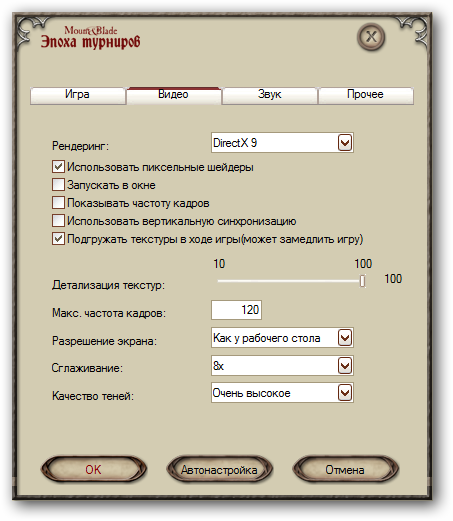 Mount&Blade
Эпоха турниров
Игра Видео Звук Прочее
Рендеринг: DirectX 9
Использовать пиксельные шейдеры
Запускать в окне
Показывать частоту кадров
Использовать вертикальную синхронизацию
Подгружать текстуры в ходе игры(может замедлить игру)
10 100
Детализация текстур: 100
Макс. частота кадров: 120
Разрешение экрана: Как у рабочего стола
Сглаживание: 8x
Качество теней: Очень высокое
OK Автонастройка Отмена